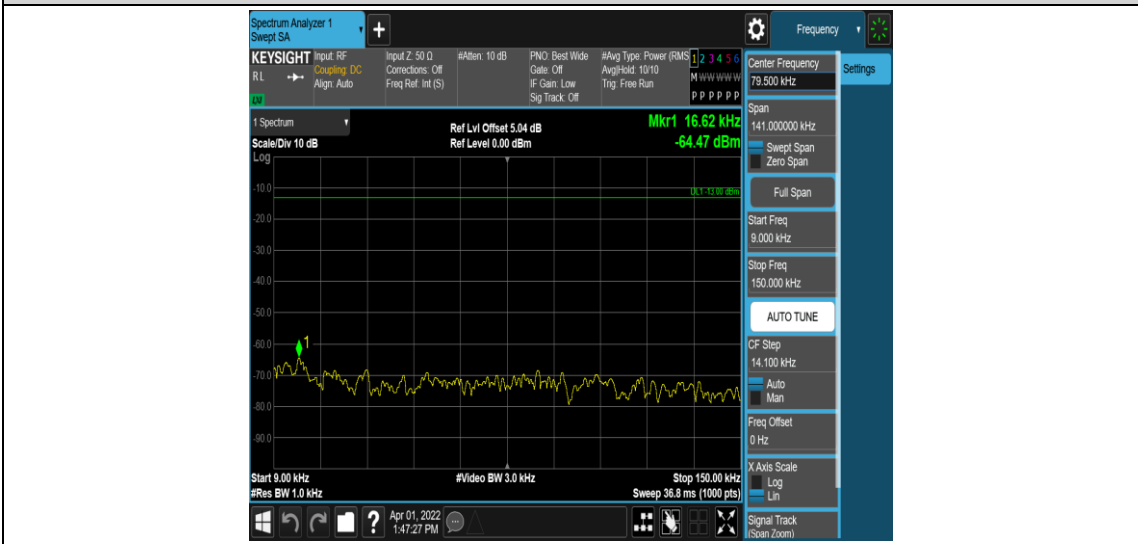 Spectrum Analyzer 1
Swept SA
Frequency
KEYSIGHT
R L
LXI
Input: RF
Coupling: DC
Align: Auto
Input Z: 50 Ω
Corrections: Off
Freq Ref: Int (S)
#Atten: 10 dB
PNO: Best Wide
Gate: Off
IF Gain: Low
Sig Track: Off
#Avg Type: Power (RMS
Avg|Hold: 10/10
Trig: Free Run
1 2 3 4 5 6
M W W W W W
P P P P P P
1 Spectrum
Scale/Div 10 dB
Log
Ref Lvl Offset 5.04 dB
Ref Level 0.00 dBm
Mkr1 16.62 kHz
-64.47 dBm
DL1 -13.00 dBm
-10.0
-20.0
-30.0
-40.0
-50.0
-60.0
-70.0
-80.0
-90.0
1
Start 9.00 kHz
#Res BW 1.0 kHz
#Video BW 3.0 kHz
Stop 150.00 kHz
Sweep 36.8 ms (1000 pts)
Apr 01, 2022
1:47:27 PM
Center Frequency
79.500 kHz
Span
141.000000 kHz
Swept Span
Zero Span
Full Span
Start Freq
9.000 kHz
Stop Freq
150.000 kHz
AUTO TUNE
CF Step
14.100 kHz
Auto
Man
Freq Offset
0 Hz
X Axis Scale
Log
Lin
Signal Track
(Span Zoom)
Settings